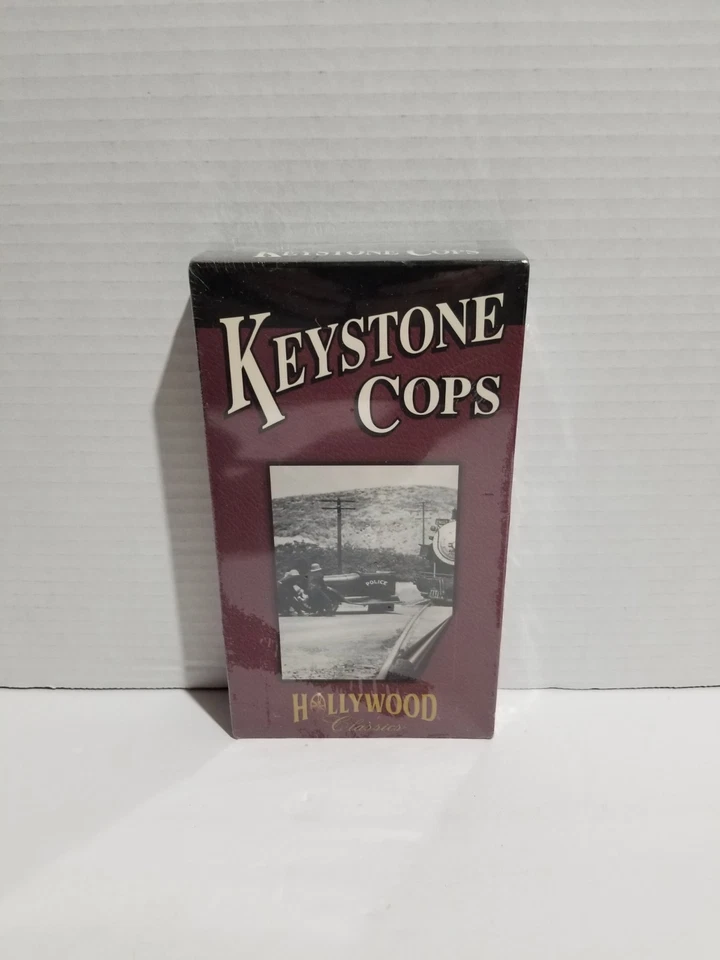 KEYSTONE COPS
KEYSTONE
COPS
POLICE
HOLLYWOOD
Classics